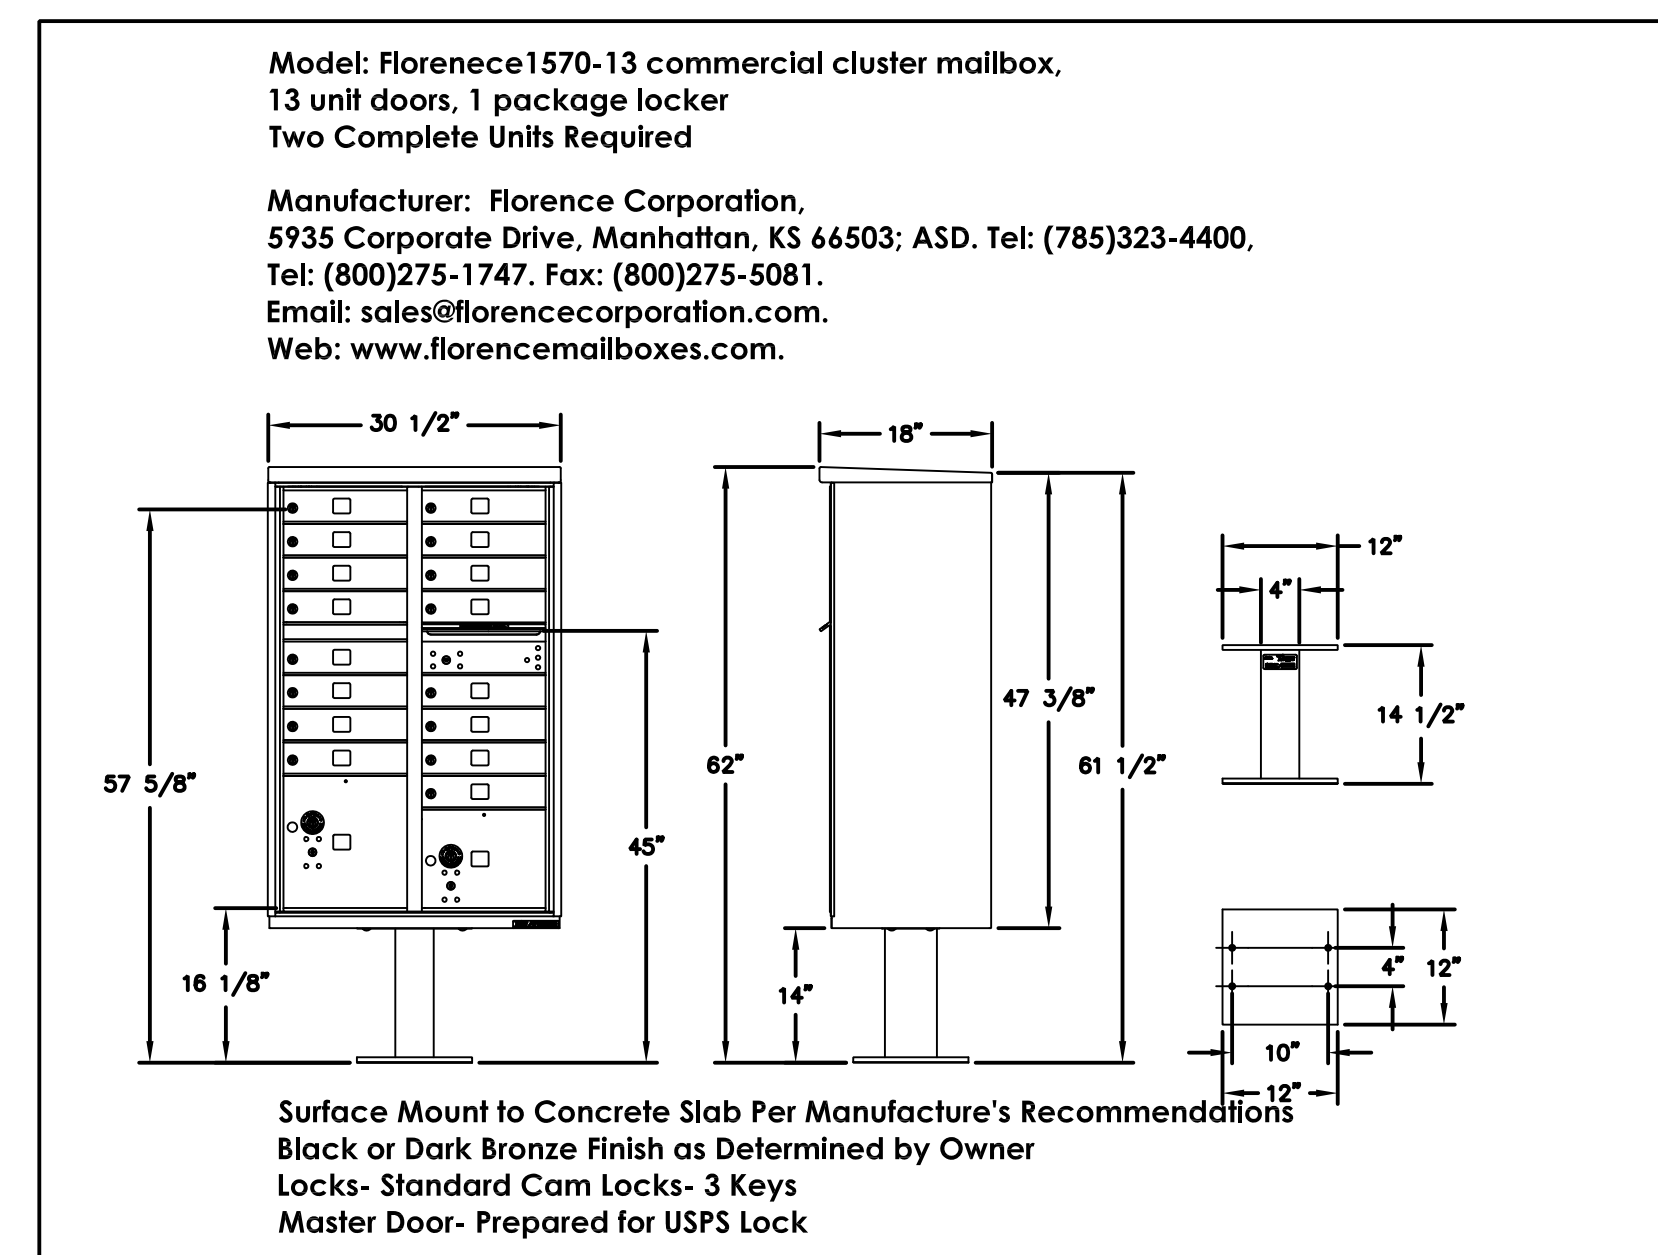 Model: Florenece1570-13 commercial cluster mailbox,
13 unit doors, 1 package locker
Two Complete Units Required
Manufacturer: Florence Corporation,
5935 Corporate Drive, Manhattan, KS 66503; ASD. Tel: (785)323-4400,
Tel: (800)275-1747. Fax: (800)275-5081.
Email: sales@florencecorporation.com.
Web: www.florencemailboxes.com.
30 1/2"
18"
12"
4"
47 3/8"
14 1/2"
57 5/8"
62"
61 1/2"
45"
16 1/8"
14"
4"
12"
10"
12"
Surface Mount to Concrete Slab Per Manufacture's Recommendations
Black or Dark Bronze Finish as Determined by Owner
Locks- Standard Cam Locks- 3 Keys
Master Door- Prepared for USPS Lock